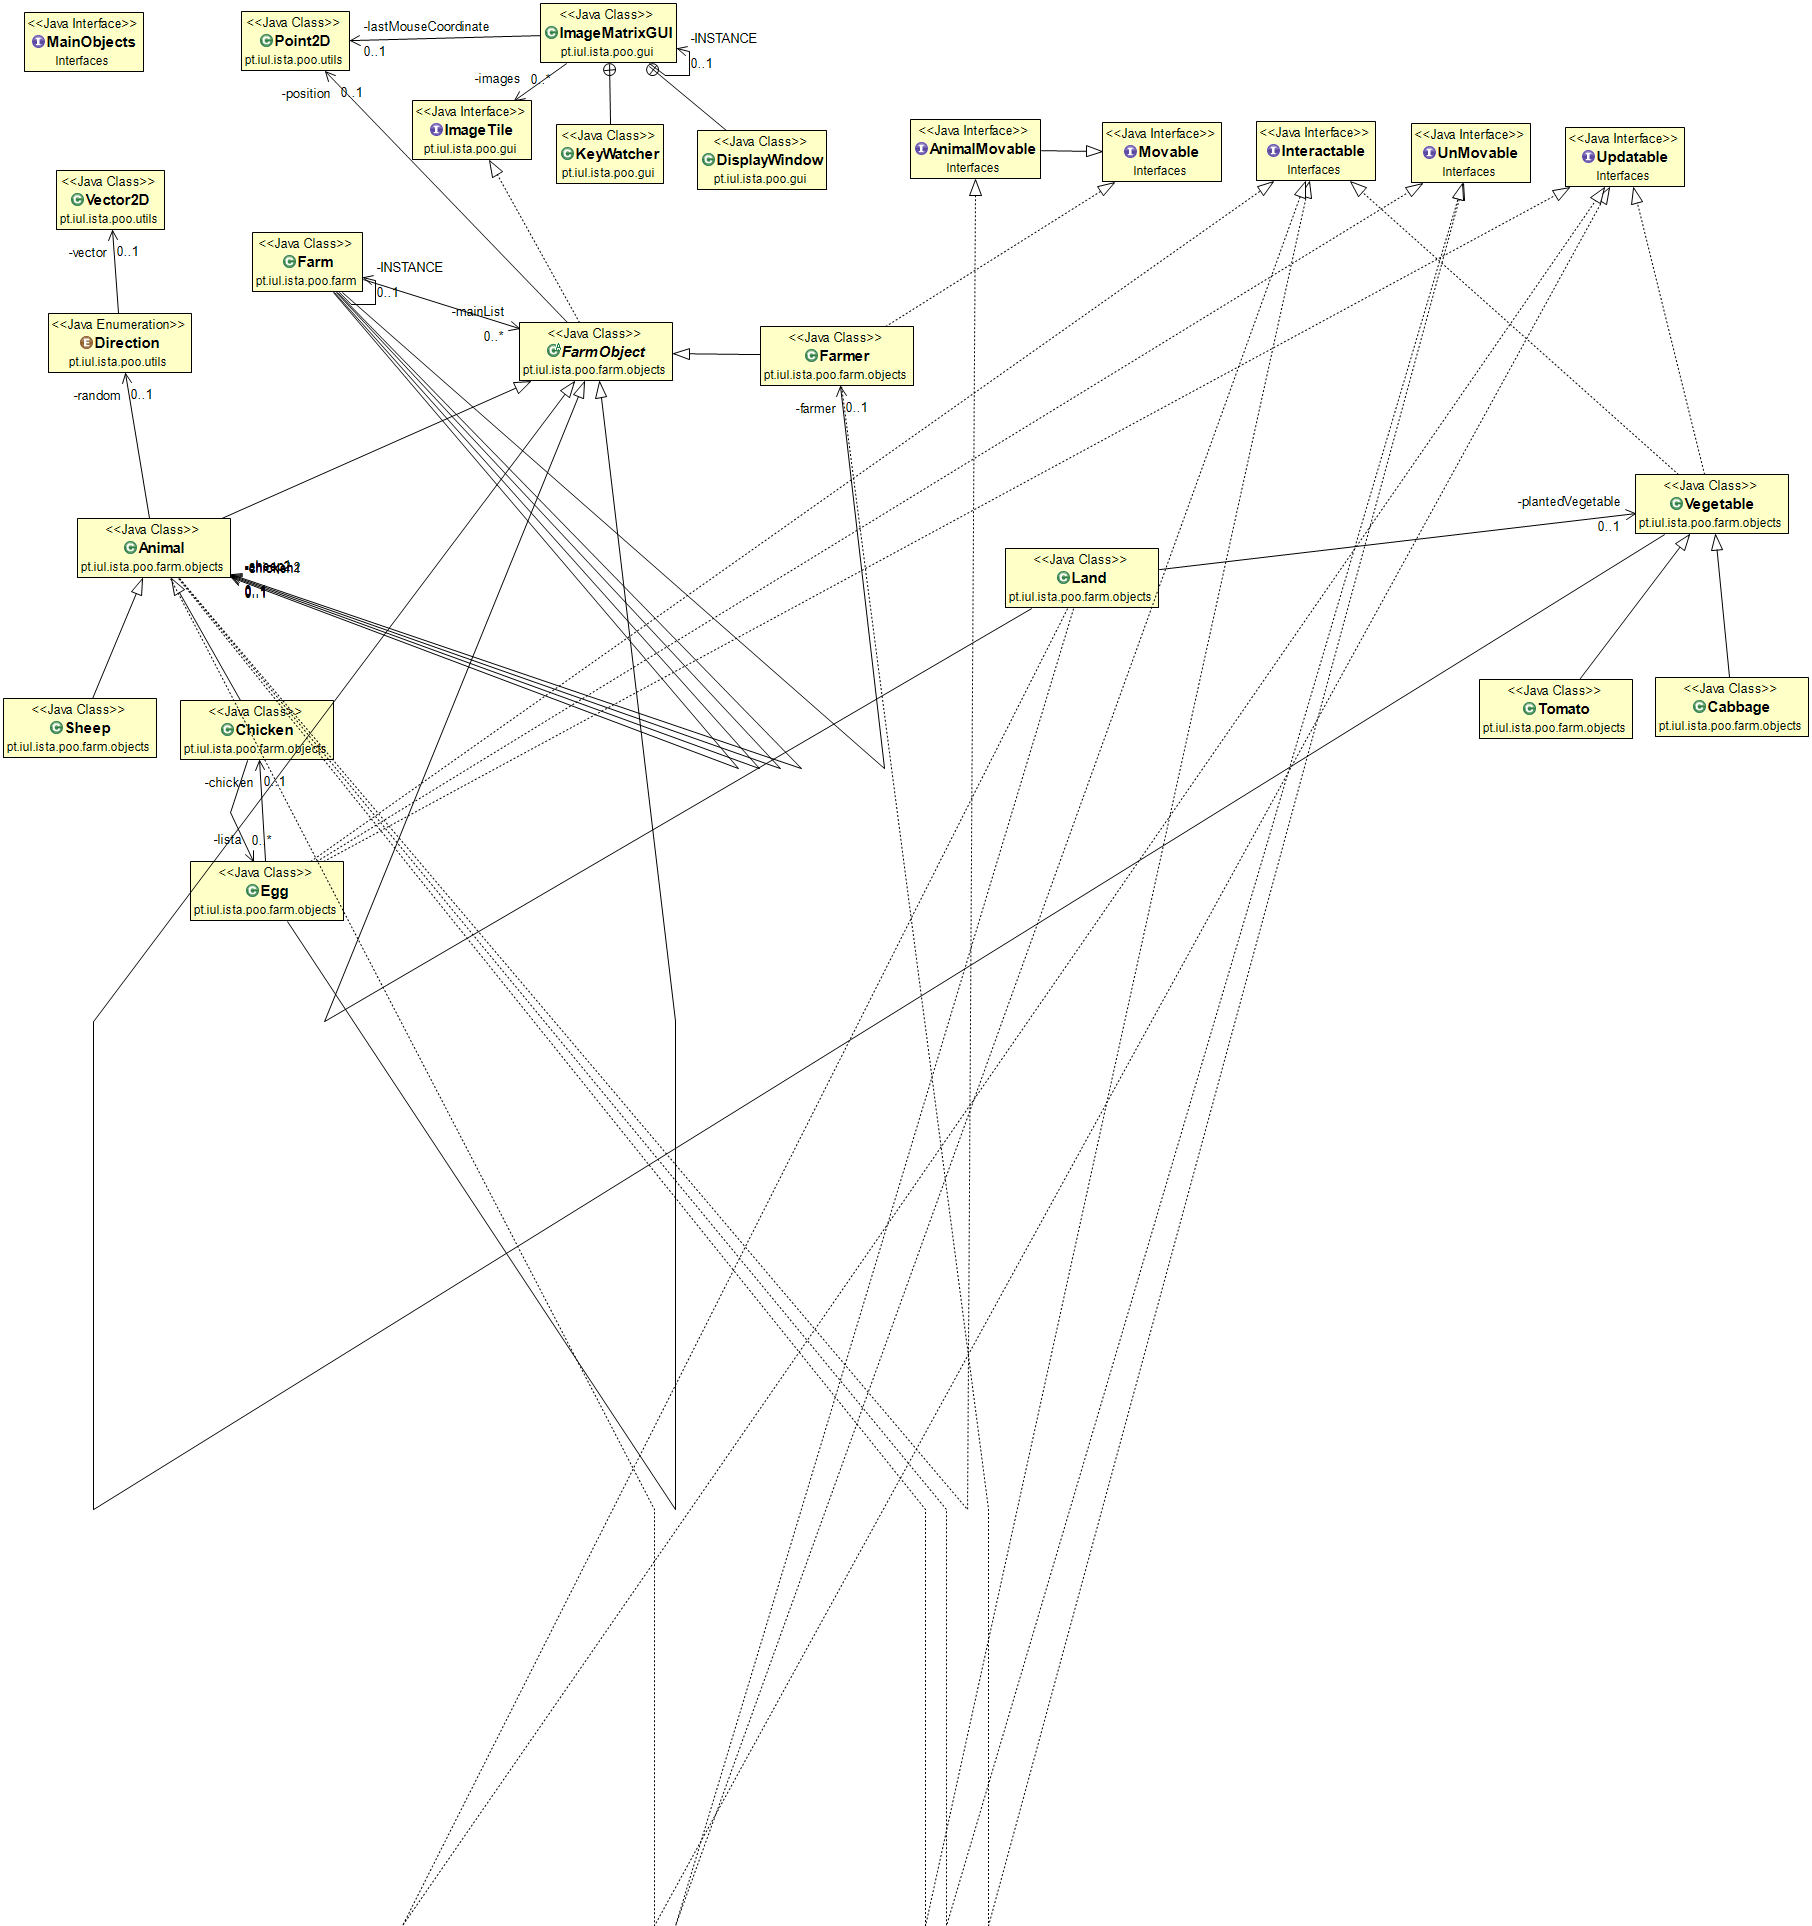 <<Java Interface>>
MainObjects
Interfaces
<<Java Class>>
Point2D
pt.iul.ista.poo.utils
-lastMouseCoordinate
0..1
<<Java Class>>
ImageMatrixGUI
pt.iul.ista.poo.gui
-INSTANCE
0..1
-images 0..*
-position 0..1
<<Java Interface>>
ImageTile
pt.iul.ista.poo.gui
<<Java Class>>
KeyWatcher
pt.iul.ista.poo.gui
<<Java Class>>
DisplayWindow
pt.iul.ista.poo.gui
<<Java Interface>>
AnimalMovable
Interfaces
<<Java Interface>>
Movable
Interfaces
<<Java Interface>>
Interactable
Interfaces
<<Java Interface>>
UnMovable
Interfaces
<<Java Interface>>
Updatable
Interfaces
<<Java Class>>
Vector2D
pt.iul.ista.poo.utils
-vector 0..1
<<Java Class>>
Farm
pt.iul.ista.poo.farm
-INSTANCE
0..1
-mainList
0..*
<<Java Enumeration>>
Direction
pt.iul.ista.poo.utils
-random 0..1
<<Java Class>>
FarmObject
pt.iul.ista.poo.farm.objects
<<Java Class>>
Farmer
pt.iul.ista.poo.farm.objects
-farmer 0..1
<<Java Class>>
Animal
pt.iul.ista.poo.farm.objects
0..1
<<Java Class>>
Land
pt.iul.ista.poo.farm.objects
-plantedVegetable
0..1
<<Java Class>>
Vegetable
pt.iul.ista.poo.farm.objects
<<Java Class>>
Sheep
pt.iul.ista.poo.farm.objects
<<Java Class>>
Chicken
pt.iul.ista.poo.farm.objects
<<Java Class>>
Tomato
pt.iul.ista.poo.farm.objects
<<Java Class>>
Cabbage
pt.iul.ista.poo.farm.objects
-chicken 0..1
-lista 0..*
<<Java Class>>
Egg
pt.iul.ista.poo.farm.objects